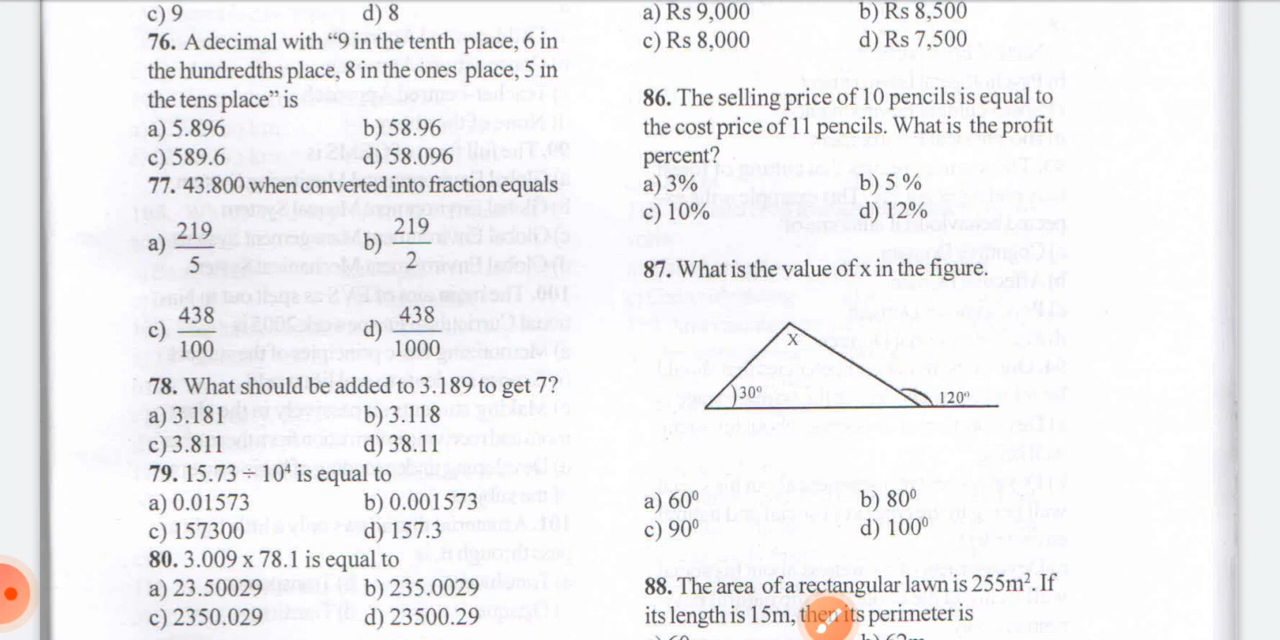 c) 9 d) 8
76. A decimal with “9 in the tenth place, 6 in
the hundredths place, 8 in the ones place, 5 in
the tens place” is
a) 5.896 b) 58.96
c) 589.6 d) 58.096
77. 43.800 when converted into fraction equals
a) 219/5 b) 219/2
c) 438/100 d) 438/1000
78. What should be added to 3.189 to get 7?
a) 3.181 b) 3.118
c) 3.811 d) 38.11
79. 15.73 ÷ 10⁴ is equal to
a) 0.01573 b) 0.001573
c) 157300 d) 157.3
80. 3.009 x 78.1 is equal to
a) 23.50029 b) 235.0029
c) 2350.029 d) 23500.29
a) Rs 9,000 b) Rs 8,500
c) Rs 8,000 d) Rs 7,500
86. The selling price of 10 pencils is equal to
the cost price of 11 pencils. What is the profit
percent?
a) 3% b) 5 %
c) 10% d) 12%
87. What is the value of x in the figure.
X
30⁰
120⁰
a) 60⁰ b) 80⁰
c) 90⁰ d) 100⁰
88. The area of a rectangular lawn is 255m². If
its length is 15m, then its perimeter is